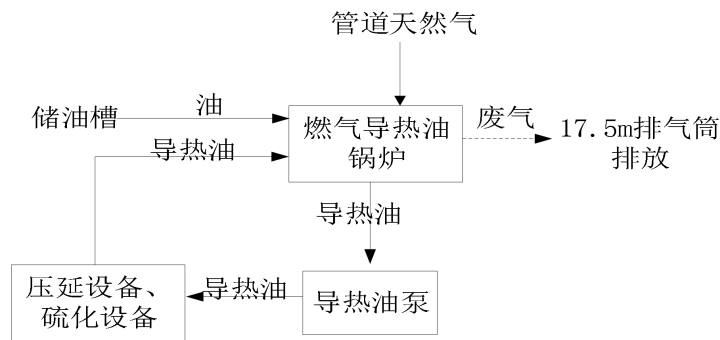 管道天然气
储油槽
油
燃气导热油
锅炉
废气
17.5m排气筒
排放
导热油
导热油
压延设备、
硫化设备
导热油
导热油泵